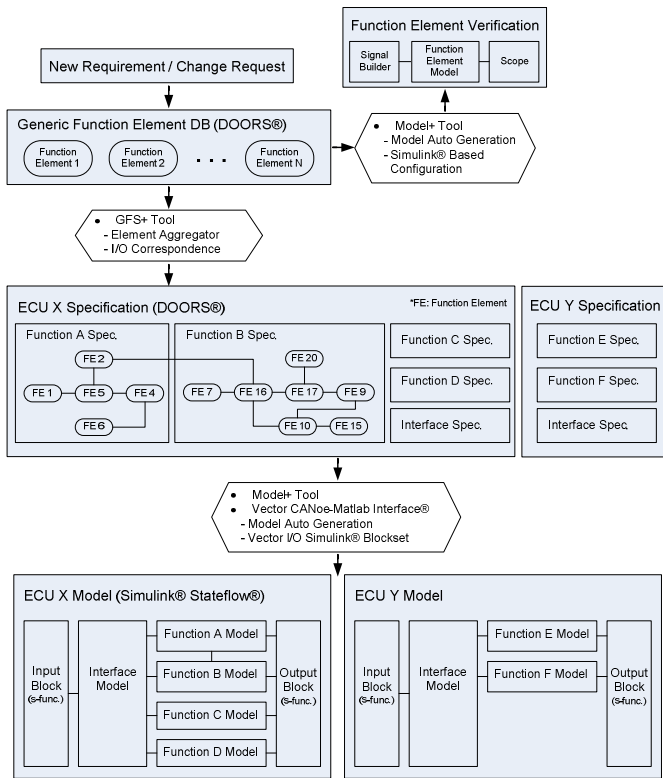 Function Element Verification
Signal
Builder
Function
Element
Model
Scope
New Requirement / Change Request
Generic Function Element DB (DOORS®)
Function
Element 1
Function
Element 2
. . .
Function
Element N
• Model+ Tool
- Model Auto Generation
- Simulink® Based
Configuration
• GFS+ Tool
- Element Aggregator
- I/O Correspondence
ECU X Specification (DOORS®)
*FE: Function Element
Function A Spec.
FE 2
FE 1
FE 5
FE 4
FE 6
Function B Spec.
FE 20
FE 7
FE 16
FE 17
FE 9
FE 10
FE 15
Function C Spec.
Function D Spec.
Interface Spec.
ECU Y Specification
Function E Spec.
Function F Spec.
Interface Spec.
• Model+ Tool
• Vector CANoe-Matlab Interface®
- Model Auto Generation
- Vector I/O Simulink® Blockset
ECU X Model (Simulink® Stateflow®)
Input
Block
(s-func.)
Interface
Model
Function A Model
Function B Model
Function C Model
Function D Model
Output
Block
(s-func.)
ECU Y Model
Input
Block
(s-func.)
Interface
Model
Function E Model
Function F Model
Output
Block
(s-func.)